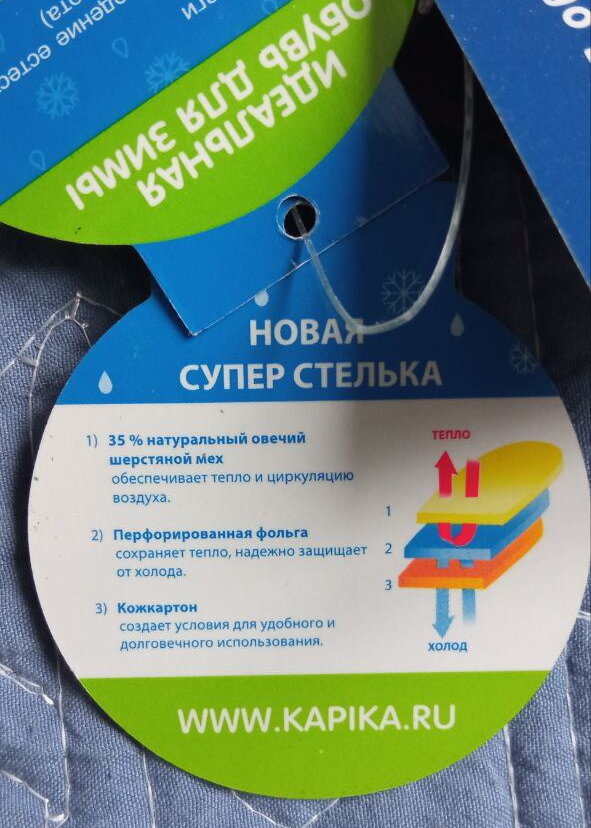 ИДЕАЛЬНАЯ
ОБУВЬ ДЛЯ ЗИМЫ
НОВАЯ
СУПЕР СТЕЛЬКА
1) 35 % натуральный овечий
шерстяной мех
обеспечивает тепло и циркуляцию
воздуха.
2) Перфорированная фольга
сохраняет тепло, надежно защищает
от холода.
3) Кожкартон
создает условия для удобного и
долговечного использования.
ТЕПЛО
1
2
3
ХОЛОД
WWW.KAPIKA.RU